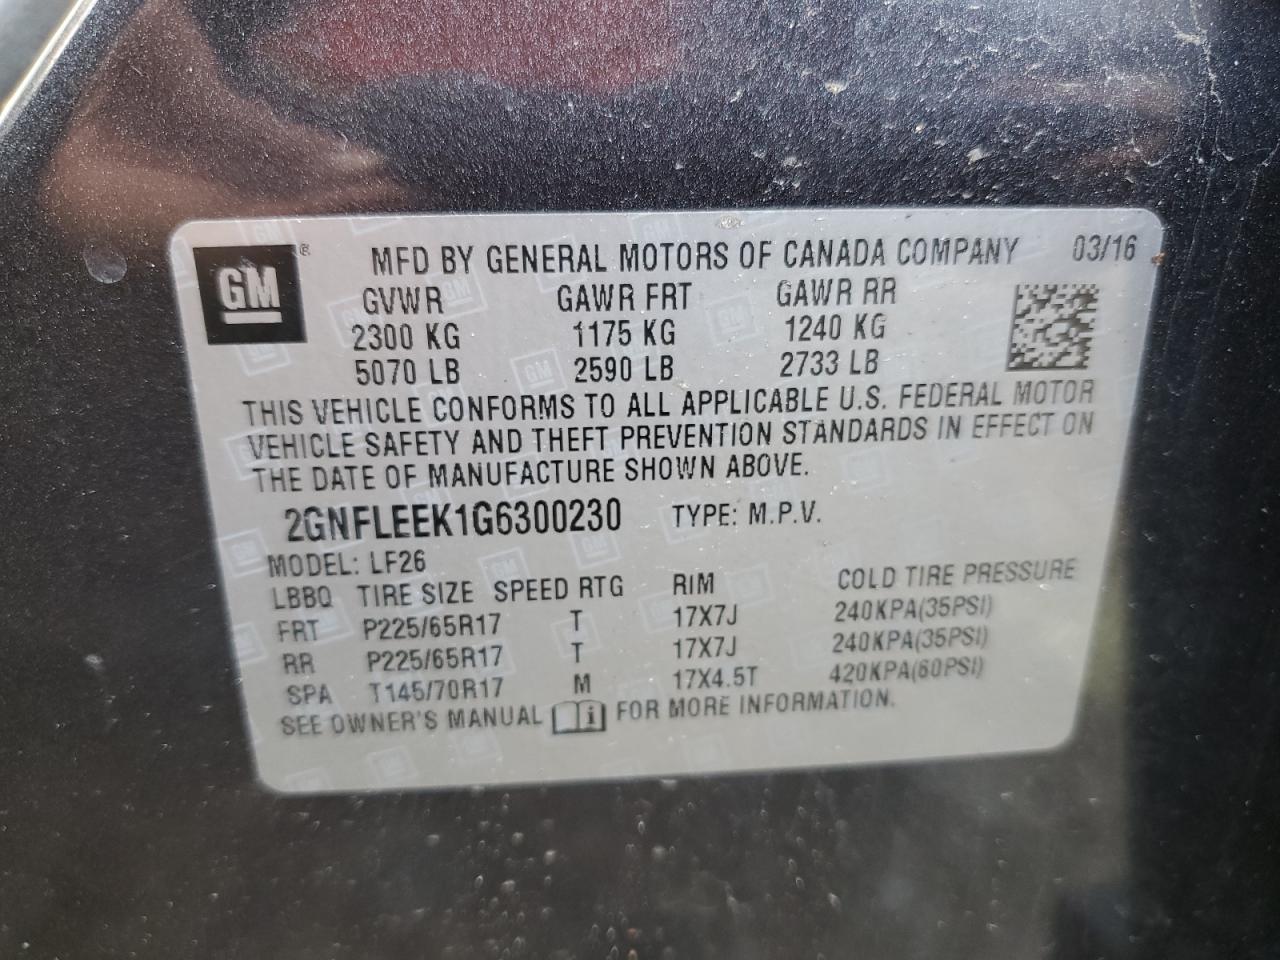 GM ® MFD BY GENERAL MOTORS OF CANADA COMPANY 03/16
GVWR GAWR FRT GAWR RR
2300 KG 1175 KG 1240 KG
5070 LB 2590 LB 2733 LB
THIS VEHICLE CONFORMS TO ALL APPLICABLE U.S. FEDERAL MOTOR
VEHICLE SAFETY AND THEFT PREVENTION STANDARDS IN EFFECT ON
THE DATE OF MANUFACTURE SHOWN ABOVE.
2GNFLEEK1G6300230 TYPE: M.P.V.
MODEL: LF26
LBBQ TIRE SIZE SPEED RTG RIM COLD TIRE PRESSURE
FRT P225/65R17 T 17X7J 240KPA(35PSI)
RR P225/65R17 T 17X7J 240KPA(35PSI)
SPA T145/70R17 M 17X4.5T 420KPA(60PSI)
SEE OWNER'S MANUAL i FOR MORE INFORMATION.